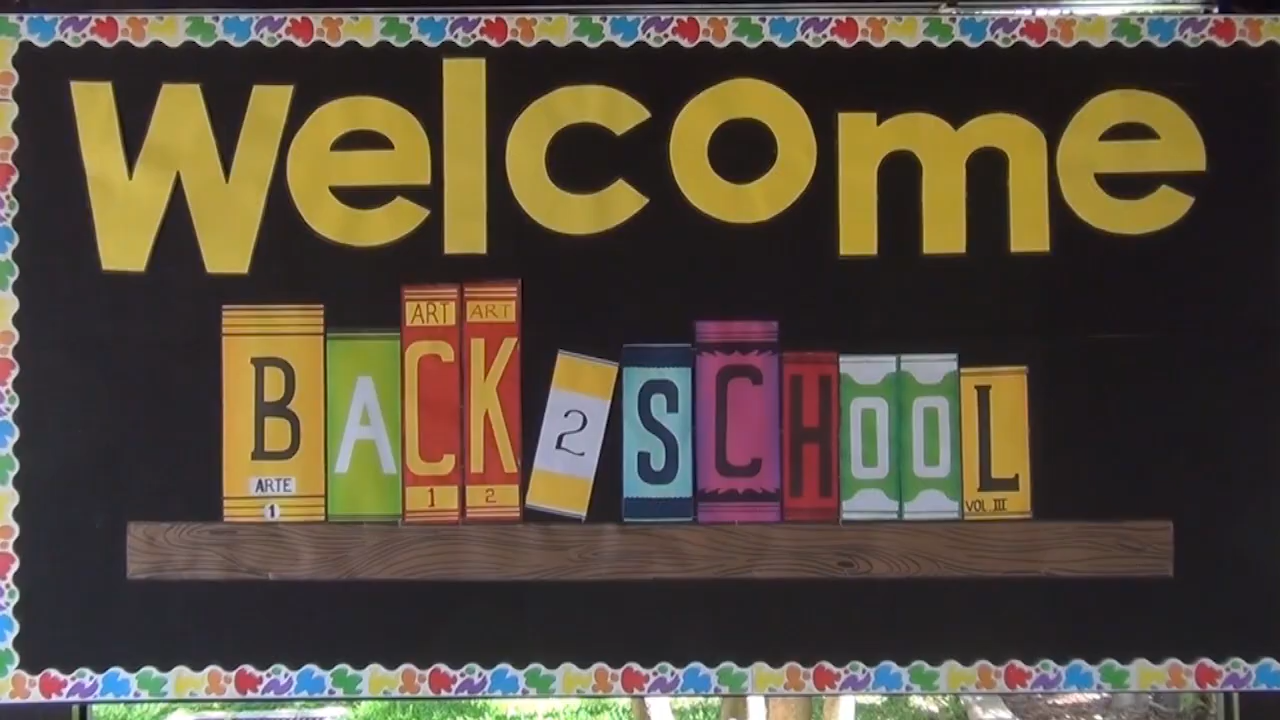 Welcome
ART ART
BACK 2 SCHOOL
ARTE
1 1 2
VOL. III